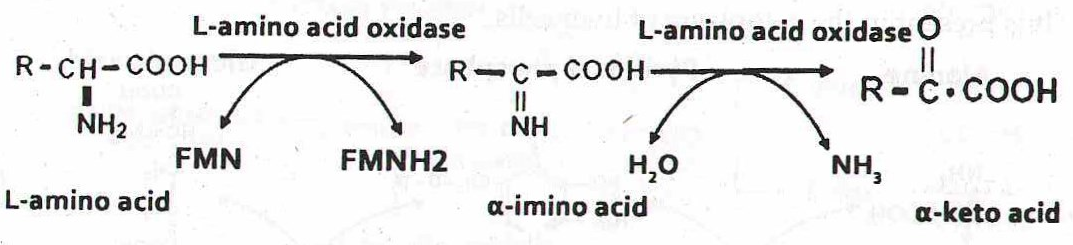 L-amino acid oxidase
L-amino acid oxidase
R-CH-COOH
NH₂
FMN
FMNH2
L-amino acid
R-C-COOH
NH
H₂O
NH₃
α-imino acid
O
R-C·COOH
α-keto acid